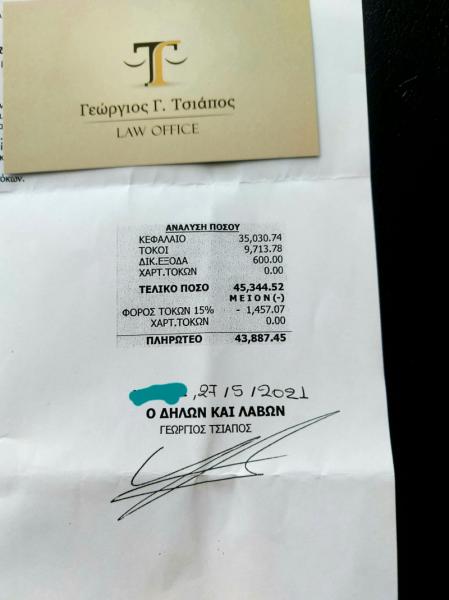 Γεώργιος Γ. Τσιάπος
LAW OFFICE
όκων.
ΑΝΑΛΥΣΗ ΠΟΣΟΥ
ΚΕΦΑΛΑΙΟ 35,030.74
ΤΟΚΟΙ 9,713.78
ΔΙΚ.ΕΞΟΔΑ 600.00
ΧΑΡΤ.ΤΟΚΩΝ 0.00
ΤΕΛΙΚΟ ΠΟΣΟ 45,344.52
ΜΕΙΟΝ(-)
ΦΟΡΟΣ ΤΟΚΩΝ 15% - 1,457.07
ΧΑΡΤ.ΤΟΚΩΝ 0.00
ΠΛΗΡΩΤΕΟ 43,887.45
, 27/5/2021
Ο ΔΗΛΩΝ ΚΑΙ ΛΑΒΩΝ
ΓΕΩΡΓΙΟΣ ΤΣΙΑΠΟΣ